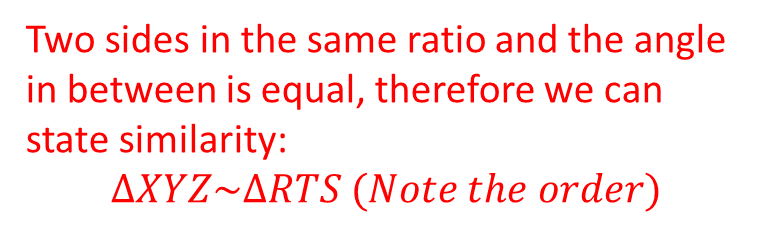 Two sides in the same ratio and the angle
in between is equal, therefore we can
state similarity:
Δ𝑋𝑌𝑍~Δ𝑅𝑇𝑆 (𝑁𝑜𝑡𝑒 𝑡ℎ𝑒 𝑜𝑟𝑑𝑒𝑟)